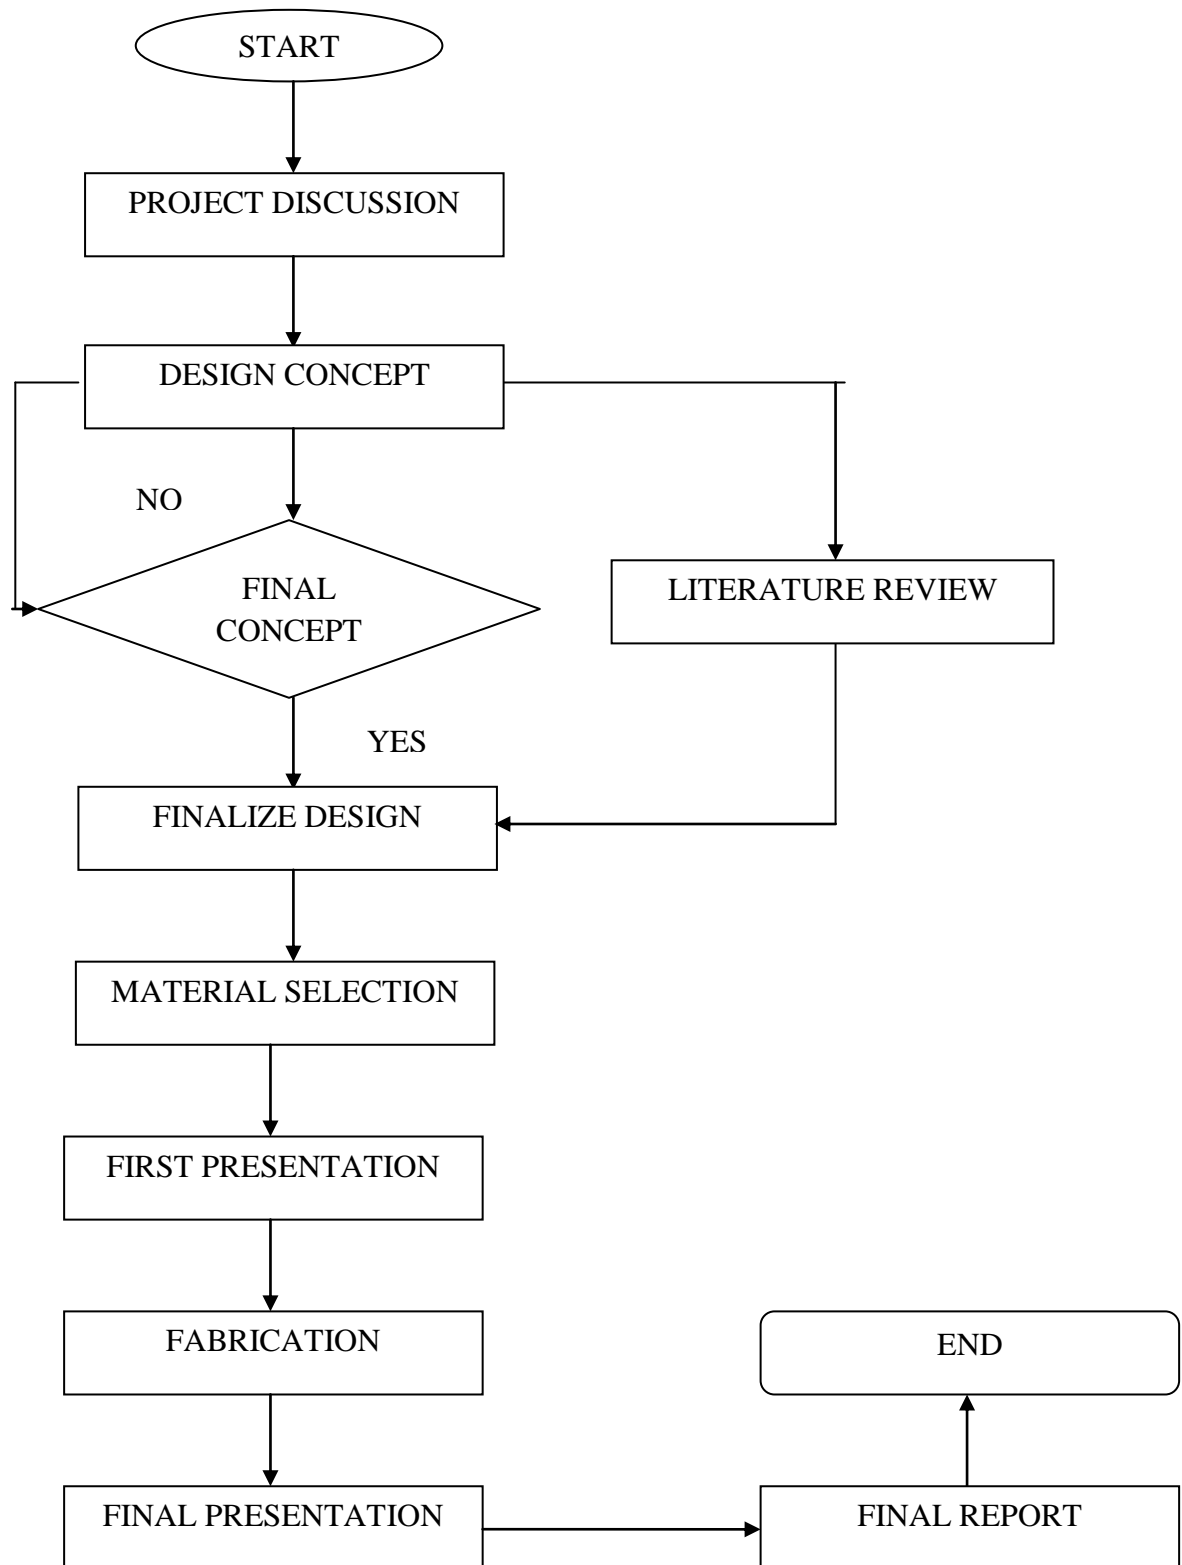 START
PROJECT DISCUSSION
DESIGN CONCEPT
NO
FINAL
CONCEPT
LITERATURE REVIEW
YES
FINALIZE DESIGN
MATERIAL SELECTION
FIRST PRESENTATION
FABRICATION
END
FINAL PRESENTATION
FINAL REPORT